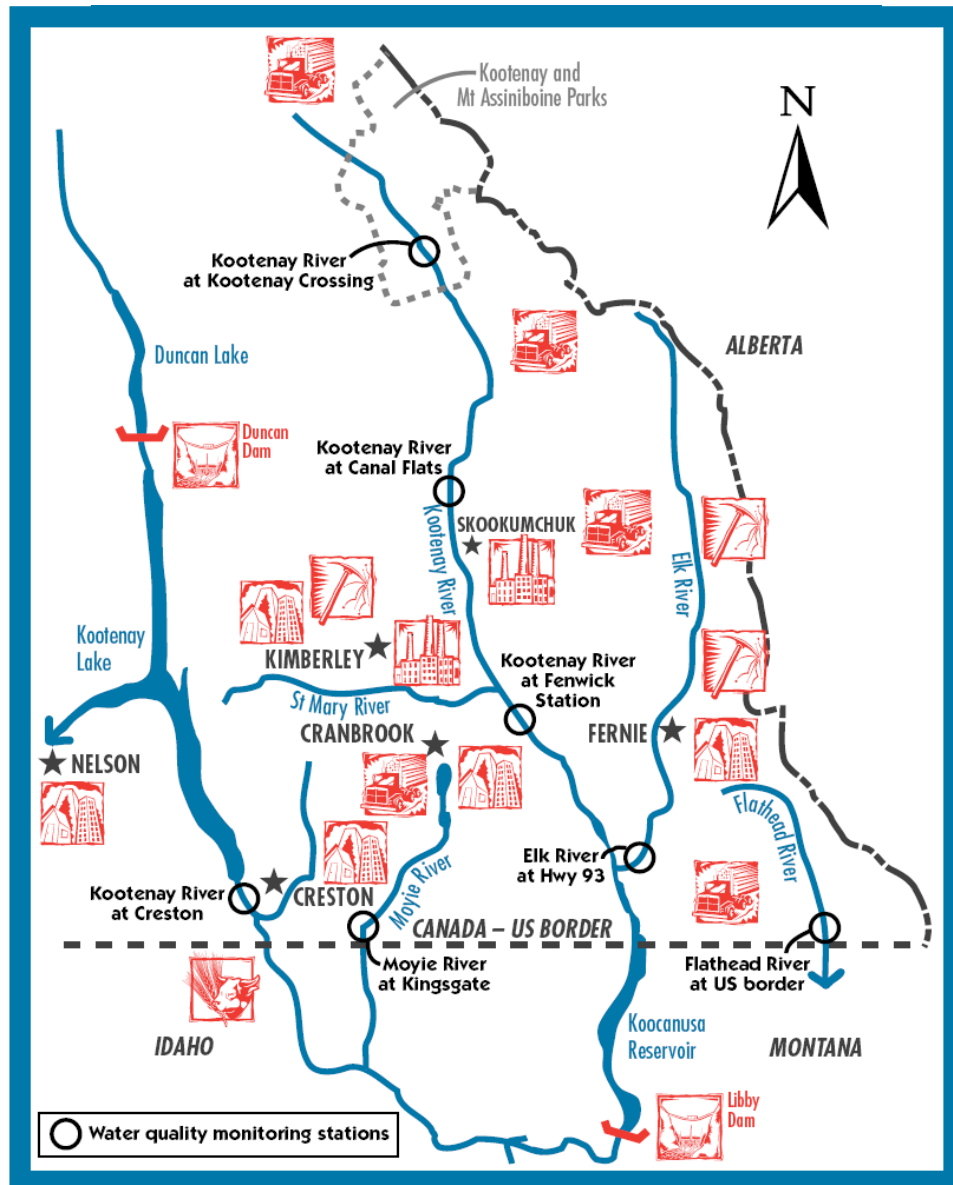 Kootenay and
Mt Assiniboine Parks
N
Kootenay River
at Kootenay Crossing
ALBERTA
Duncan Lake
Duncan
Dam
Kootenay River
at Canal Flats
Kootenay River
SKOOKUMCHUK
Elk River
Kootenay
Lake
KIMBERLEY
St Mary River
Kootenay River
at Fenwick
Station
CRANBROOK
FERNIE
NELSON
Flathead River
Moyie River
Elk River
at Hwy 93
Kootenay River
at Creston
CRESTON
CANADA – US BORDER
Moyie River
at Kingsgate
Flathead River
at US border
Koocanusa
Reservoir
IDAHO
MONTANA
Libby
Dam
Water quality monitoring stations